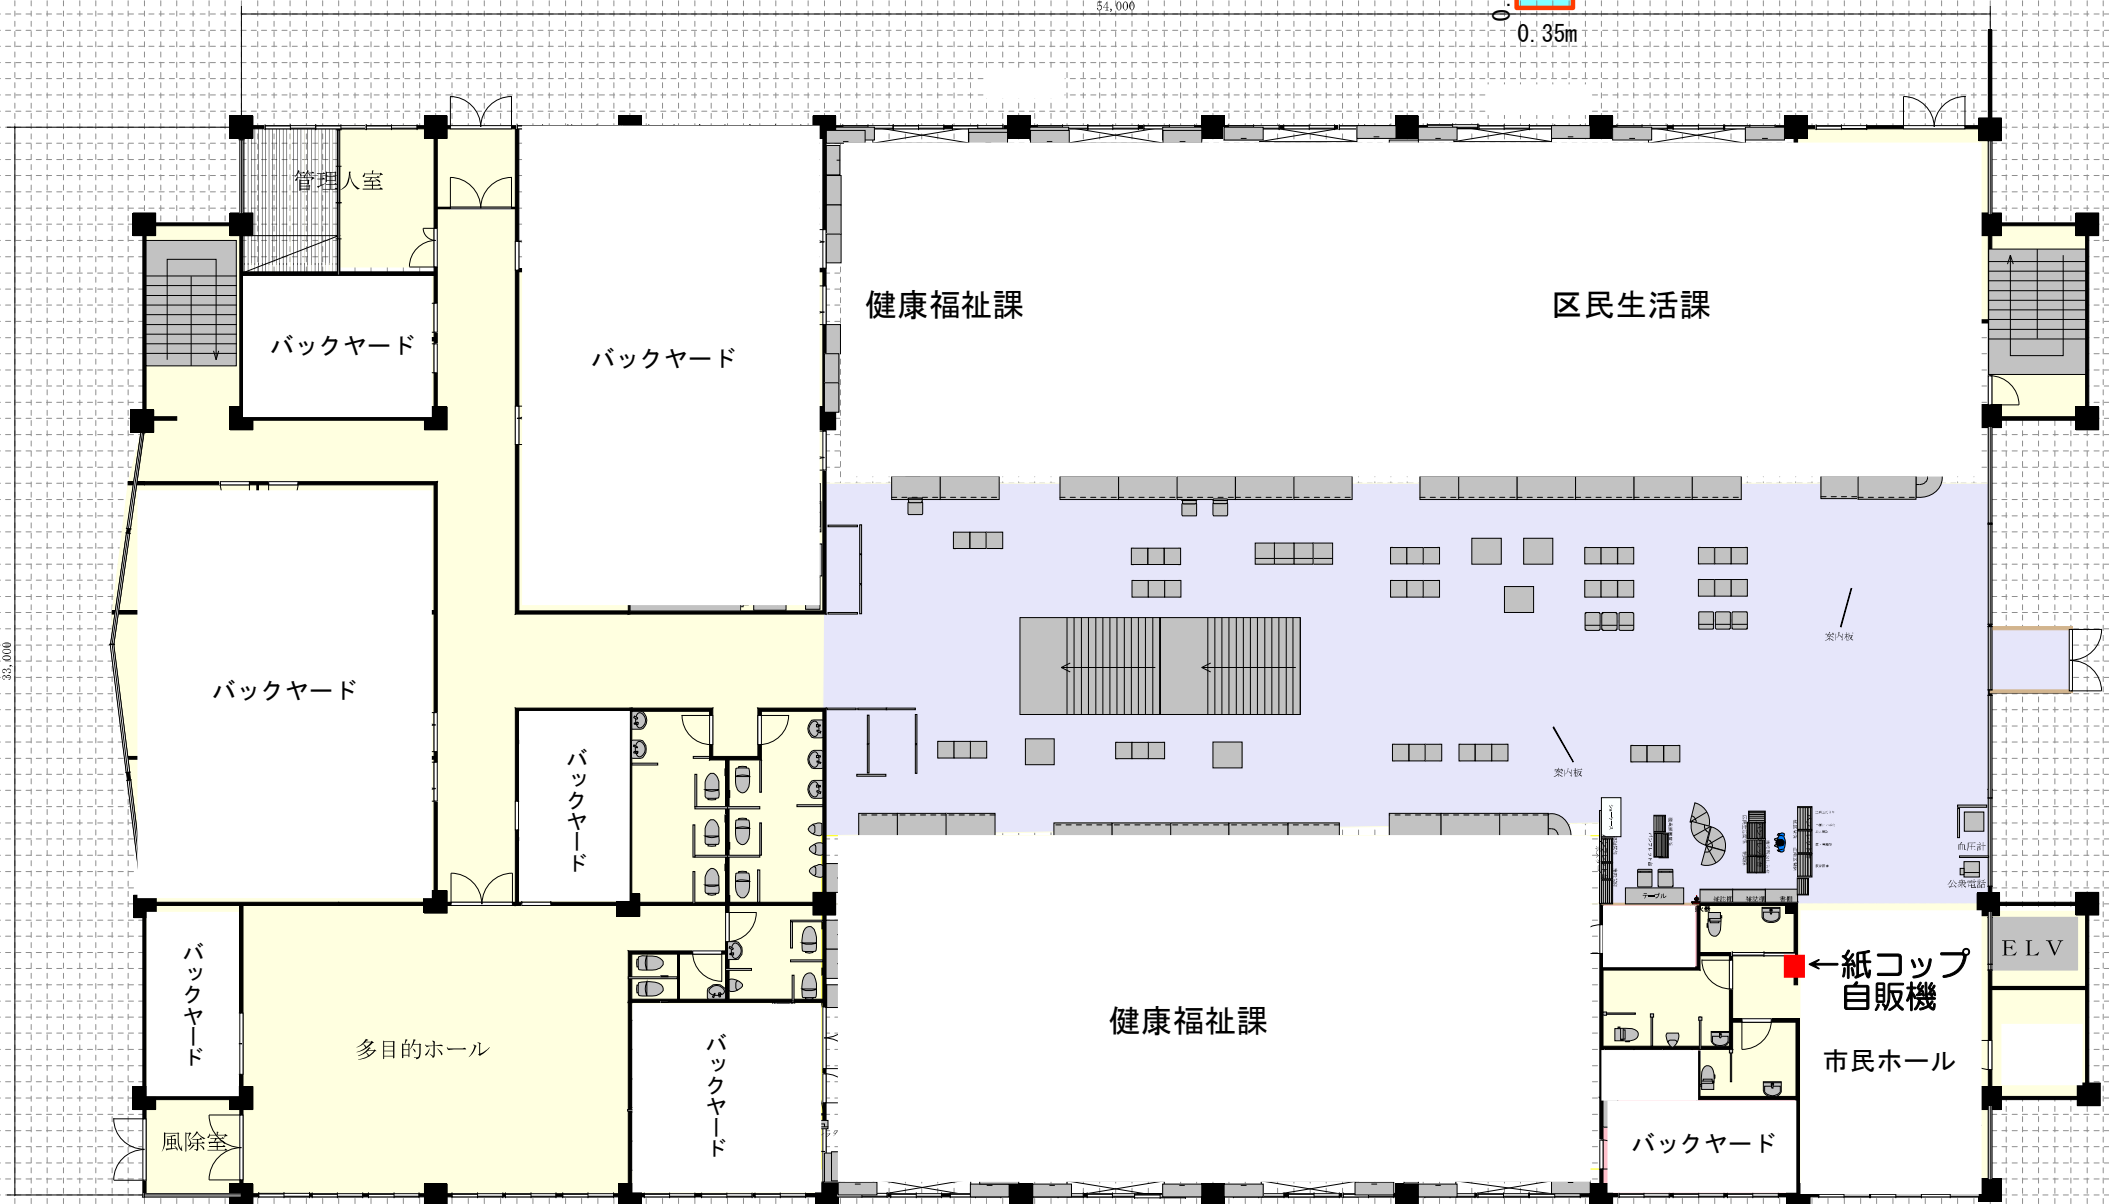 54,000
0.
0.35m
管理人室
バックヤード
バックヤード
健康福祉課
区民生活課
33,000
バックヤード
案内板
案内板
バックヤード
血圧計
公衆電話
テーブル
バックヤード
ELV
←紙コップ
自販機
健康福祉課
多目的ホール
バックヤード
市民ホール
風除室
バックヤード